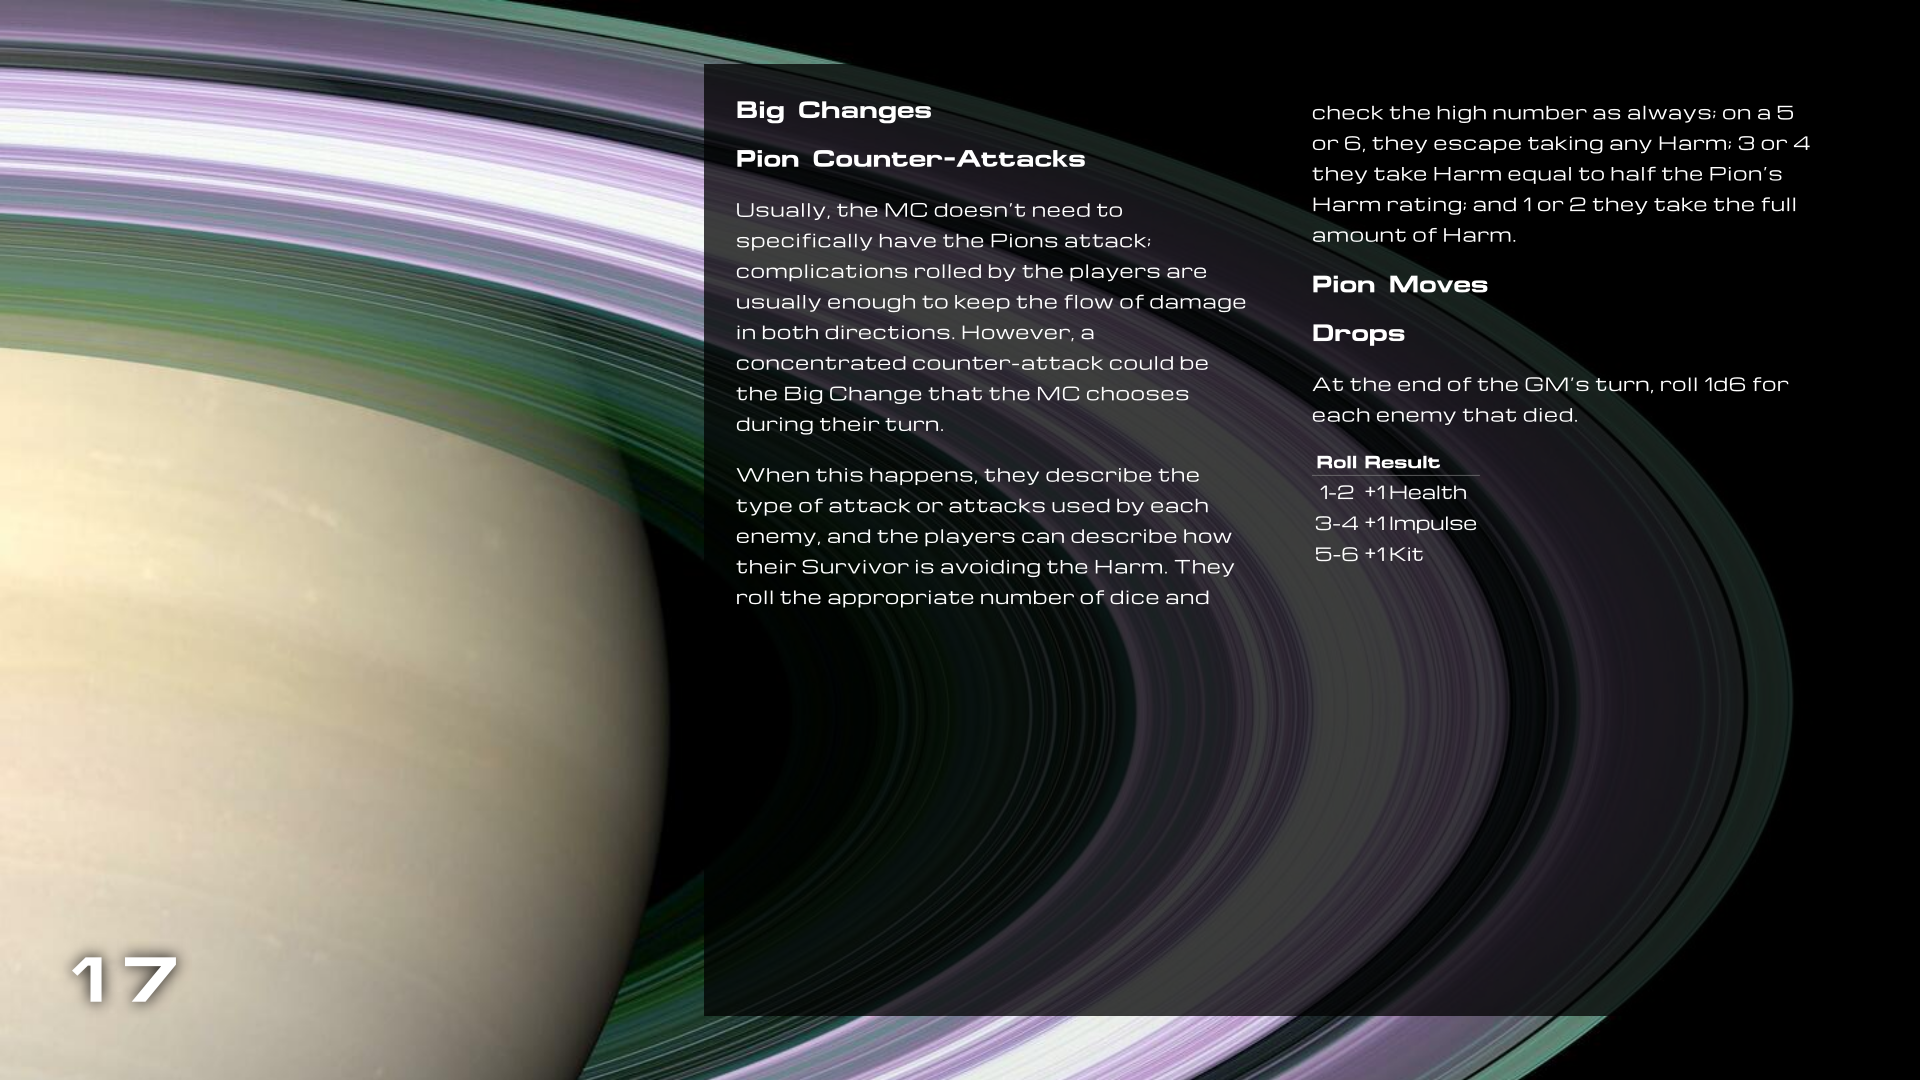 Big Changes
Pion Counter-Attacks
Usually, the MC doesn't need to
specifically have the Pions attack;
complications rolled by the players are
usually enough to keep the flow of damage
in both directions. However, a
concentrated counter-attack could be
the Big Change that the MC chooses
during their turn.
When this happens, they describe the
type of attack or attacks used by each
enemy, and the players can describe how
their Survivor is avoiding the Harm. They
roll the appropriate number of dice and
check the high number as always; on a 5
or 6, they escape taking any Harm; 3 or 4
they take Harm equal to half the Pion's
Harm rating; and 1 or 2 they take the full
amount of Harm.
Pion Moves
Drops
At the end of the GM's turn, roll 1d6 for
each enemy that died.
Roll Result
1-2 +1 Health
3-4 +1 Impulse
5-6 +1 Kit
17